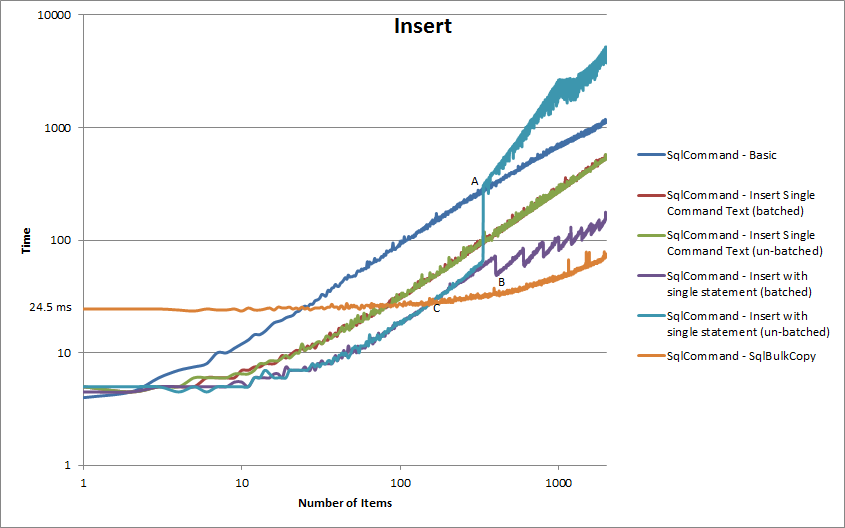 Insert
10000
1000
100
24.5 ms
10
1
1
10
100
1000
Time
Number of Items
A
B
C
SqlCommand - Basic
SqlCommand - Insert Single
Command Text (batched)
SqlCommand - Insert Single
Command Text (un-batched)
SqlCommand - Insert with
single statement (batched)
SqlCommand - Insert with
single statement (un-batched)
SqlCommand - SqlBulkCopy